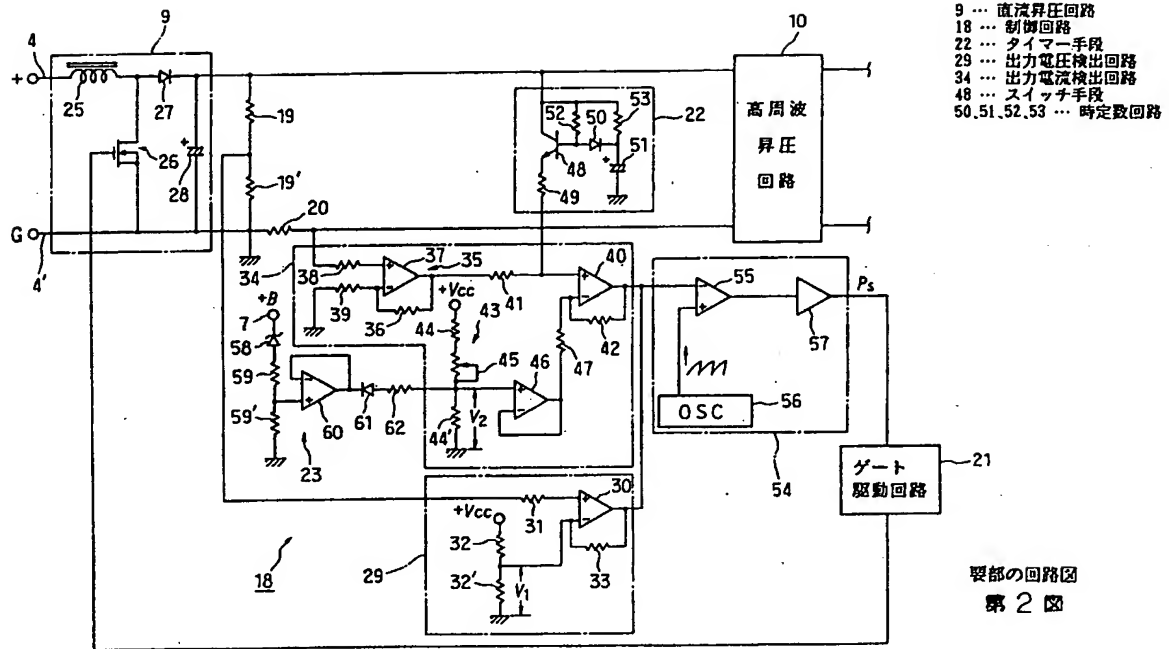 9 … 直流昇圧回路
18 … 制御回路
22 … タイマー手段
29 … 出力電圧検出回路
34 … 出力電流検出回路
48 … スイッチ手段
50、51、52、53 … 時定数回路
9
4
+
25
27
26
28
19
19'
20
G
4'
10
高周波
昇圧
回路
53
52
50
22
51
48
49
34
37
35
38
39
36
41
40
42
47
+Vcc
43
44
45
46
V2
44'
+B
7
58
59
59'
60
61
62
23
55
57
Ps
OSC
56
54
ゲート
駆動回路
21
18
29
+Vcc
32
32'
V1
31
30
33
要部の回路図
第2図